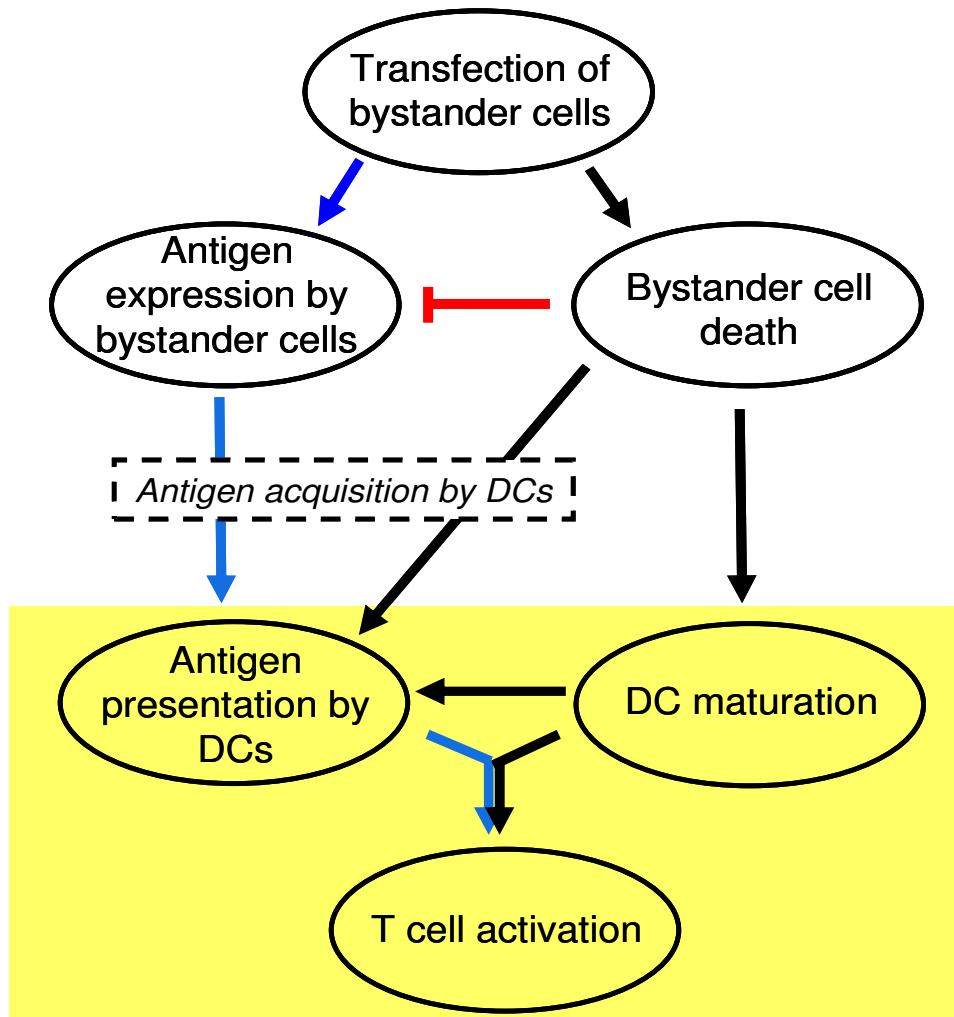 Transfection of
bystander cells
Antigen
expression by
bystander cells
Bystander cell
death
Antigen acquisition by DCs
Antigen
presentation by
DCs
DC maturation
T cell activation